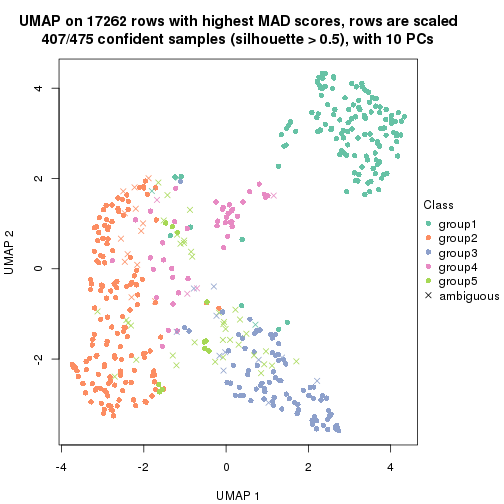 UMAP on 17262 rows with highest MAD scores, rows are scaled
407/475 confident samples (silhouette > 0.5), with 10 PCs
4
2
0
-2
UMAP 2
-4
-2
0
2
4
UMAP 1
Class
group1
group2
group3
group4
group5
ambiguous